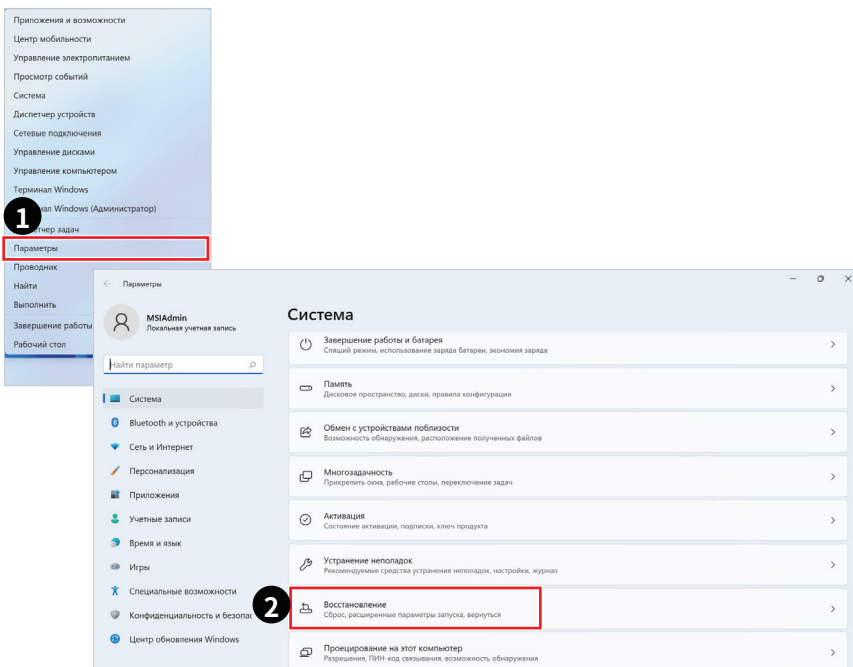 Приложения и возможности
Центр мобильности
Управление электропитанием
Просмотр событий
Система
Диспетчер устройств
Сетевые подключения
Управление дисками
Управление компьютером
Терминал Windows
Windows (Администратор)
1
задач
Параметры
Проводник
Найти
Выполнить
Завершение работы
Рабочий стол
Параметры
MSIAdmin
Локальная учетная запись
Найти параметр
Система
Bluetooth и устройства
Сеть и Интернет
Персонализация
Приложения
Учетные записи
Время и язык
Игры
Специальные возможности
Конфиденциальность и безопас
Центр обновления Windows
Система
Завершение работы и батарея
Спящий режим, использование заряда батареи, экономия заряда
Память
Дисковое пространство, диски, правила конфигурации
Обмен с устройствами поблизости
Возможность обнаружения, расположение полученных файлов
Многозадачность
Прикрепить окна, рабочие столы, переключение задач
Активация
Состояние активации, подписки, ключ продукта
Устранение неполадок
Рекомендуемые средства устранения неполадок, настройки, журнал
2
Восстановление
Сброс, расширенные параметры запуска, вернуться
Проецирование на этот компьютер
Разрешения, ПИН-код связывания, возможность обнаружения